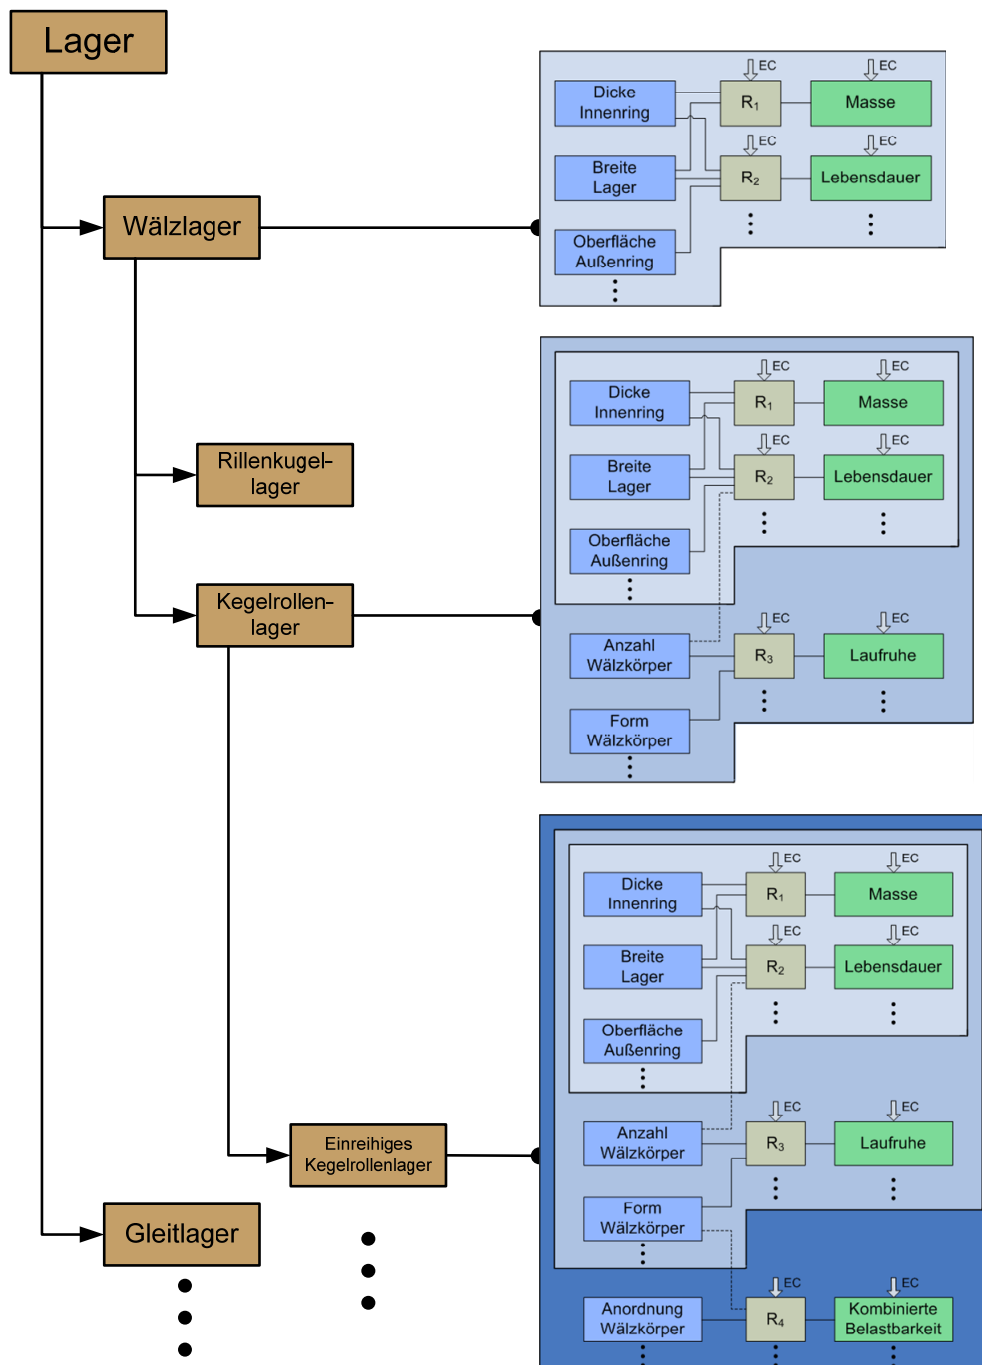 Lager
Wälzlager
Rillenkugel-
lager
Kegelrollen-
lager
Einreihiges
Kegelrollenlager
Gleitlager
EC
EC
Dicke
Innenring
R1
Masse
EC
EC
Breite
Lager
R2
Lebensdauer
Oberfläche
Außenring
EC
EC
Dicke
Innenring
R1
Masse
EC
EC
Breite
Lager
R2
Lebensdauer
Oberfläche
Außenring
EC
EC
Anzahl
Wälzkörper
R3
Laufruhe
Form
Wälzkörper
EC
EC
Dicke
Innenring
R1
Masse
EC
EC
Breite
Lager
R2
Lebensdauer
Oberfläche
Außenring
EC
EC
Anzahl
Wälzkörper
R3
Laufruhe
Form
Wälzkörper
EC
EC
Anordnung
Wälzkörper
R4
Kombinierte
Belastbarkeit